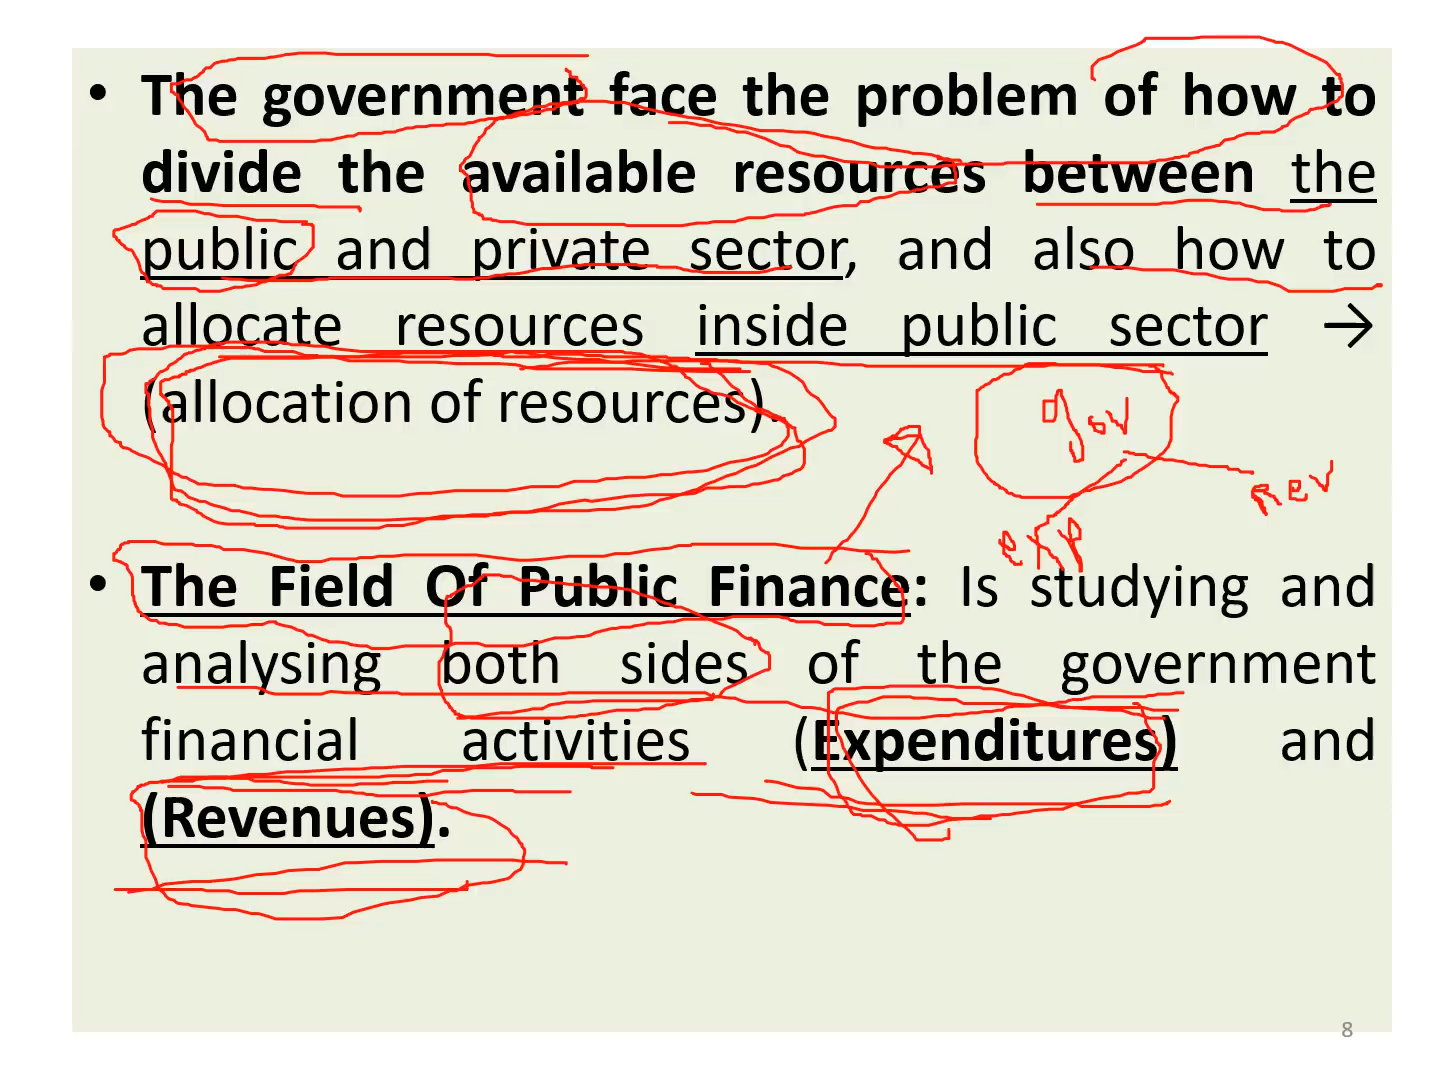 • The government face the problem of how to
divide the available resources between the
public and private sector, and also how to
allocate resources inside public sector →
(allocation of resources).
gov
Rev
exp
• The Field Of Public Finance: Is studying and
analysing both sides of the government
financial activities (Expenditures) and
(Revenues).
8